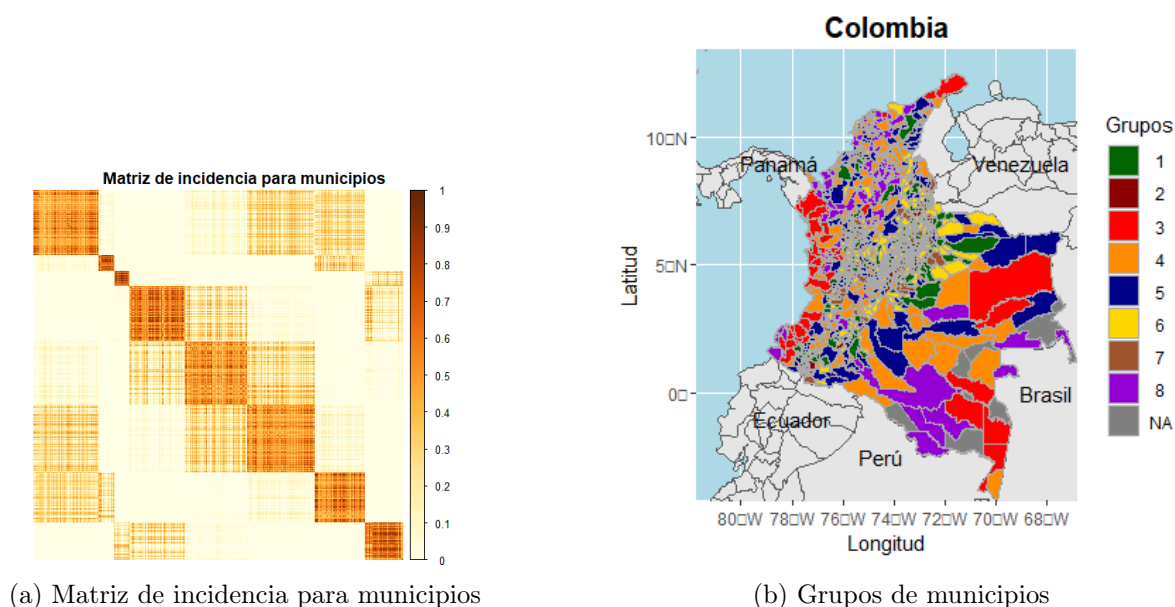 Matriz de incidencia para municipios
1
0.9
0.8
0.7
0.6
0.5
0.4
0.3
0.2
0.1
0
(a) Matriz de incidencia para municipios
Colombia
Latitud
10□N
5□N
0□
Panamá
Venezuela
Brasil
Ecuador
Perú
80□W 78□W 76□W 74□W 72□W 70□W 68□W
Longitud
Grupos
1
2
3
4
5
6
7
8
NA
(b) Grupos de municipios